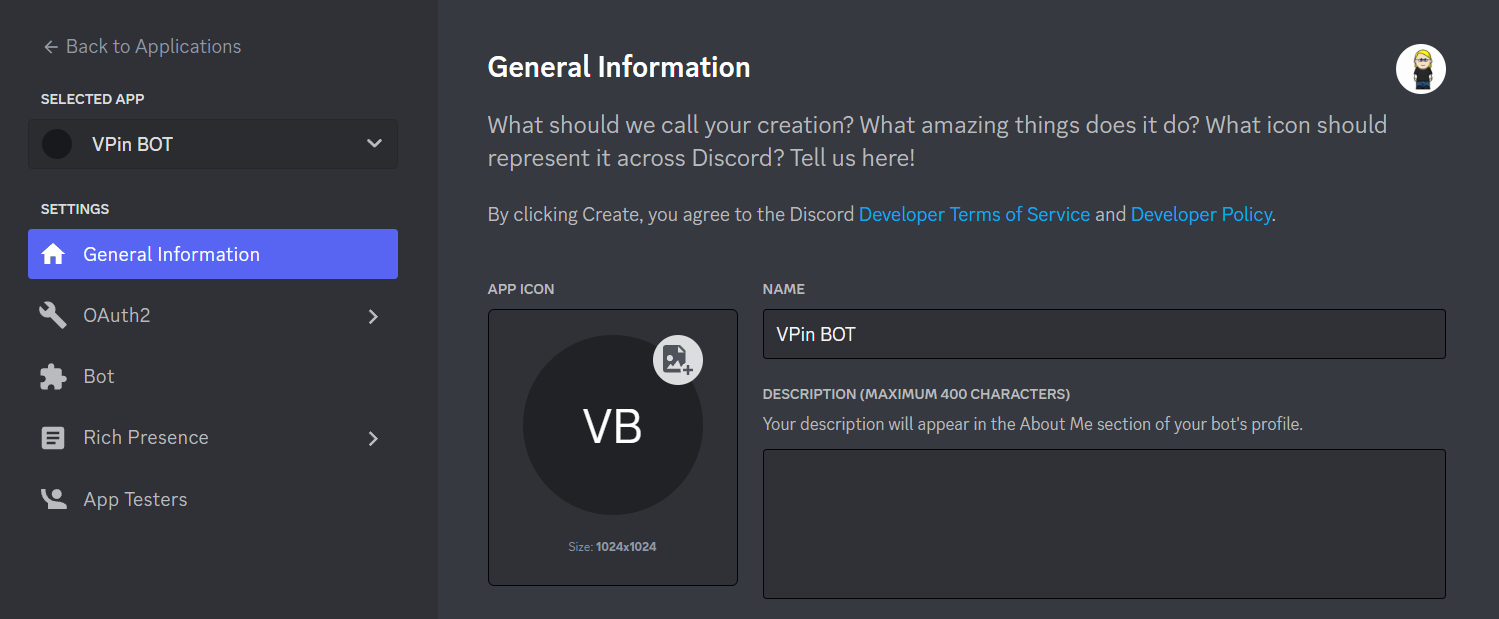 ← Back to Applications
SELECTED APP
VPin BOT
SETTINGS
General Information
OAuth2
Bot
Rich Presence
App Testers
General Information
What should we call your creation? What amazing things does it do? What icon should
represent it across Discord? Tell us here!
By clicking Create, you agree to the Discord Developer Terms of Service and Developer Policy.
APP ICON
VB
Size: 1024x1024
NAME
VPin BOT
DESCRIPTION (MAXIMUM 400 CHARACTERS)
Your description will appear in the About Me section of your bot's profile.